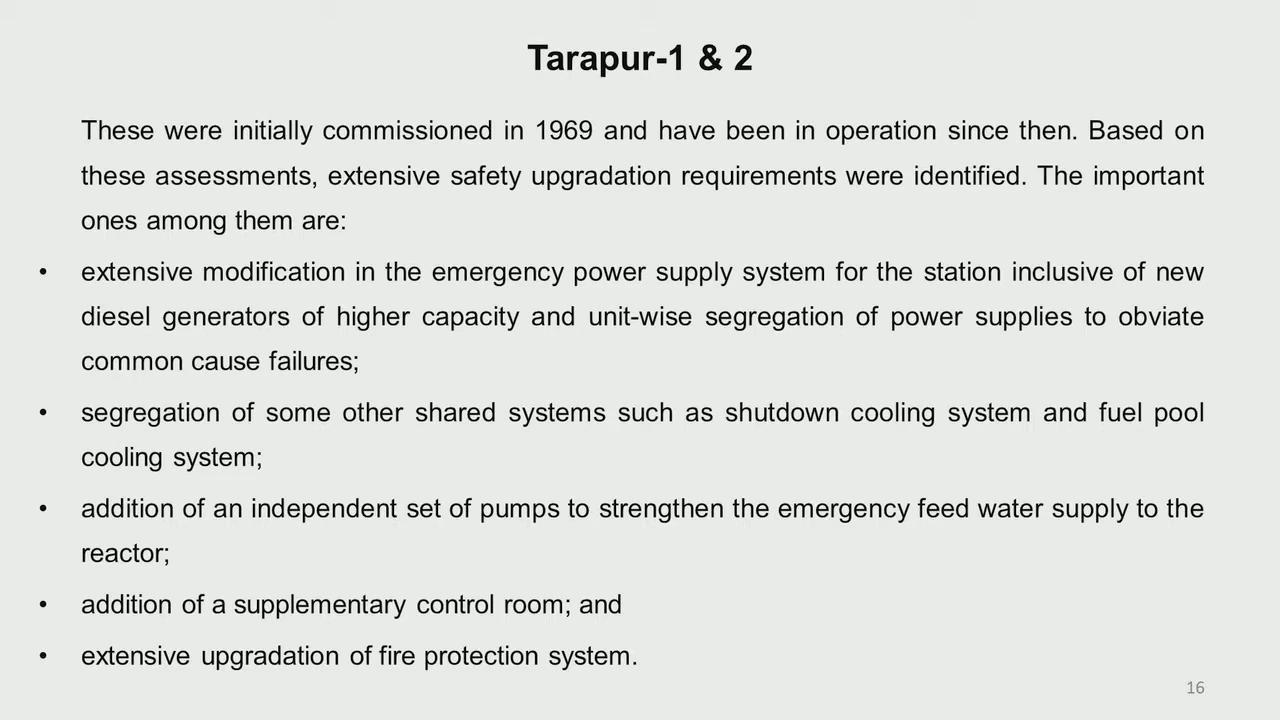 Tarapur-1 & 2
These were initially commissioned in 1969 and have been in operation since then. Based on
these assessments, extensive safety upgradation requirements were identified. The important
ones among them are:
• extensive modification in the emergency power supply system for the station inclusive of new
diesel generators of higher capacity and unit-wise segregation of power supplies to obviate
common cause failures;
• segregation of some other shared systems such as shutdown cooling system and fuel pool
cooling system;
• addition of an independent set of pumps to strengthen the emergency feed water supply to the
reactor;
• addition of a supplementary control room; and
• extensive upgradation of fire protection system.
16